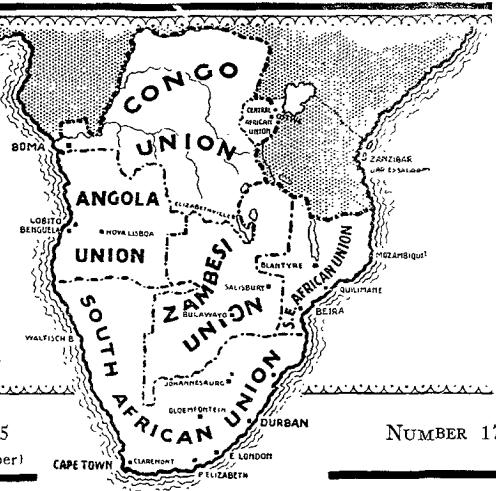 CONGO
UNION
CENTRAL
AFRICAN
UNION
BOMA
ZANZIBAR
DAR ES SALAAM
ANGOLA
UNION
ELIZABETHVILLE
LOBITO
BENGUELA
NOVA LISBOA
ZAMBESI
UNION
BLANTYRE
S.E. AFRICAN UNION
MOZAMBIQUE
QUILIMANE
BEIRA
SALISBURY
BULAWAYO
WALFISCH B.
SOUTH AFRICAN UNION
JOHANNESBURG
BLOEMFONTEIN
DURBAN
E. LONDON
P. ELIZABETH
CAPE TOWN
CLAREMONT
5
ber)
NUMBER 17